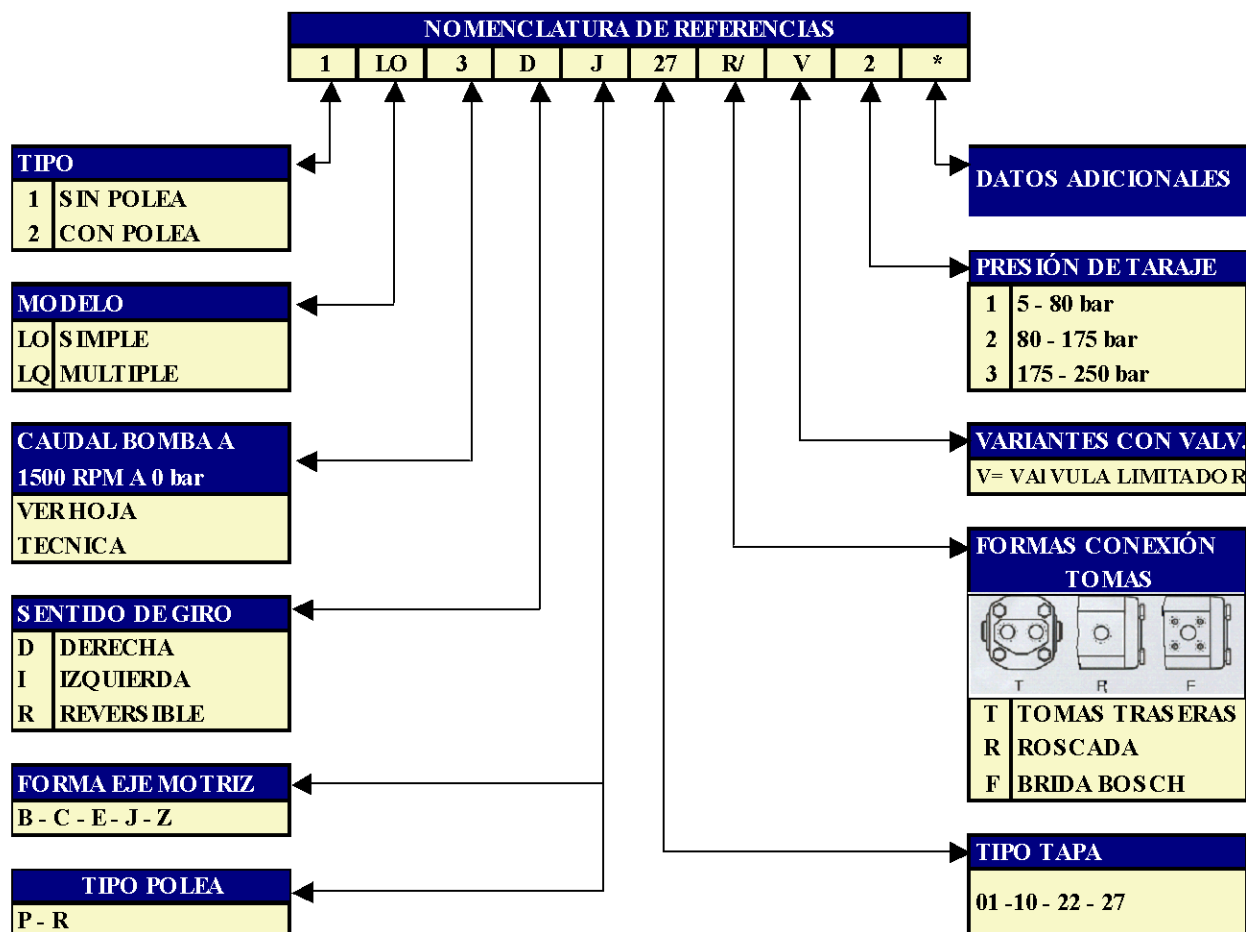 NOMENCLATURA DE REFERENCIAS
1 LO 3 D J 27 R/ V 2 *
TIPO
1 SIN POLEA
2 CON POLEA
MODELO
LO SIMPLE
LQ MULTIPLE
CAUDAL BOMBA A
1500 RPM A 0 bar
VER HOJA
TECNICA
SENTIDO DE GIRO
D DERECHA
I IZQUIERDA
R REVERSIBLE
FORMA EJE MOTRIZ
B - C - E - J - Z
TIPO POLEA
P - R
DATOS ADICIONALES
PRESIÓN DE TARAJE
1 5 - 80 bar
2 80 - 175 bar
3 175 - 250 bar
VARIANTES CON VALV.
V= VAlVULA LIMITADOR
FORMAS CONEXIÓN
TOMAS
T R F
T TOMAS TRASERAS
R ROSCADA
F BRIDA BOSCH
TIPO TAPA
01 -10 - 22 - 27